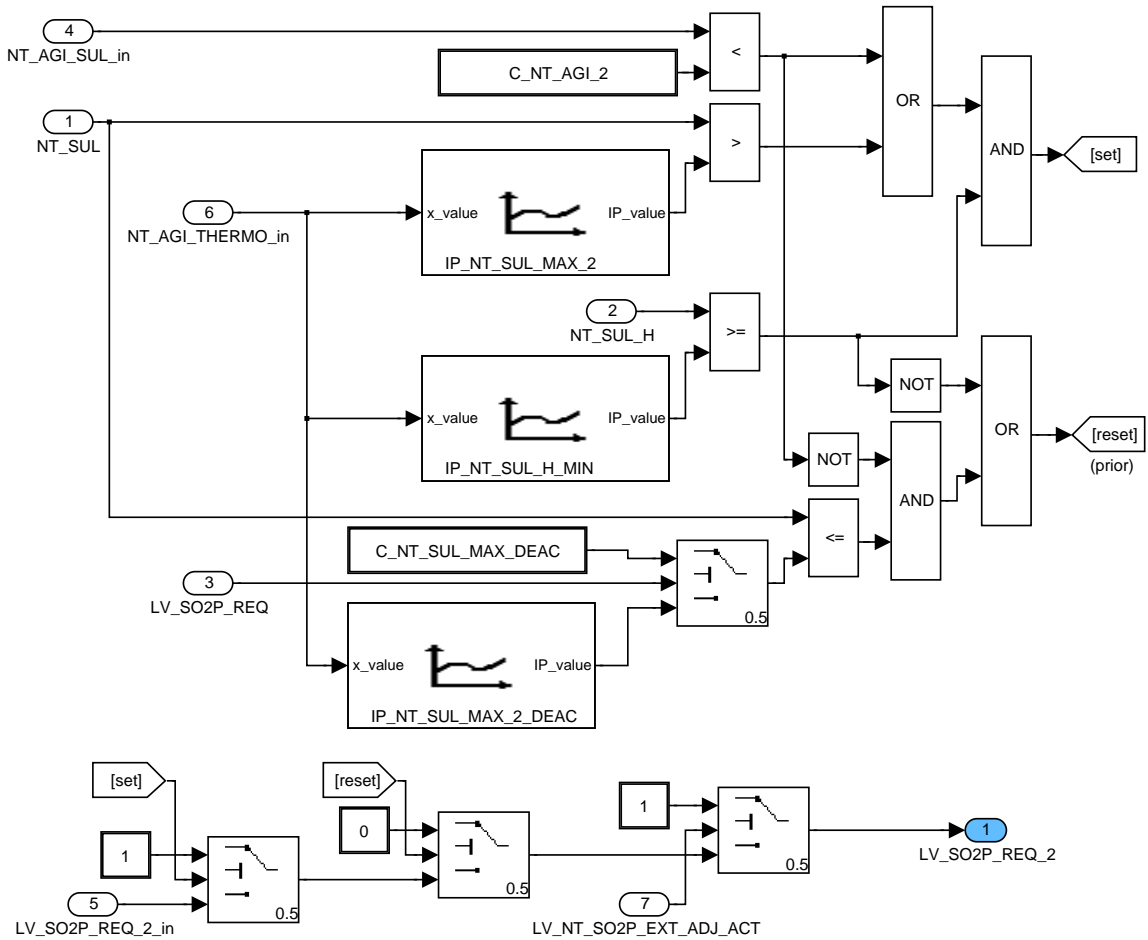 4
NT_AGI_SUL_in
C_NT_AGI_2
<
OR
1
NT_SUL
>
AND
[set]
6
NT_AGI_THERMO_in
x_value
IP_value
IP_NT_SUL_MAX_2
2
NT_SUL_H
>=
x_value
IP_value
IP_NT_SUL_H_MIN
NOT
OR
[reset]
(prior)
NOT
AND
<=
C_NT_SUL_MAX_DEAC
3
LV_SO2P_REQ
0.5
x_value
IP_value
IP_NT_SUL_MAX_2_DEAC
[set]
1
5
LV_SO2P_REQ_2_in
0.5
[reset]
0
0.5
1
7
LV_NT_SO2P_EXT_ADJ_ACT
0.5
1
LV_SO2P_REQ_2